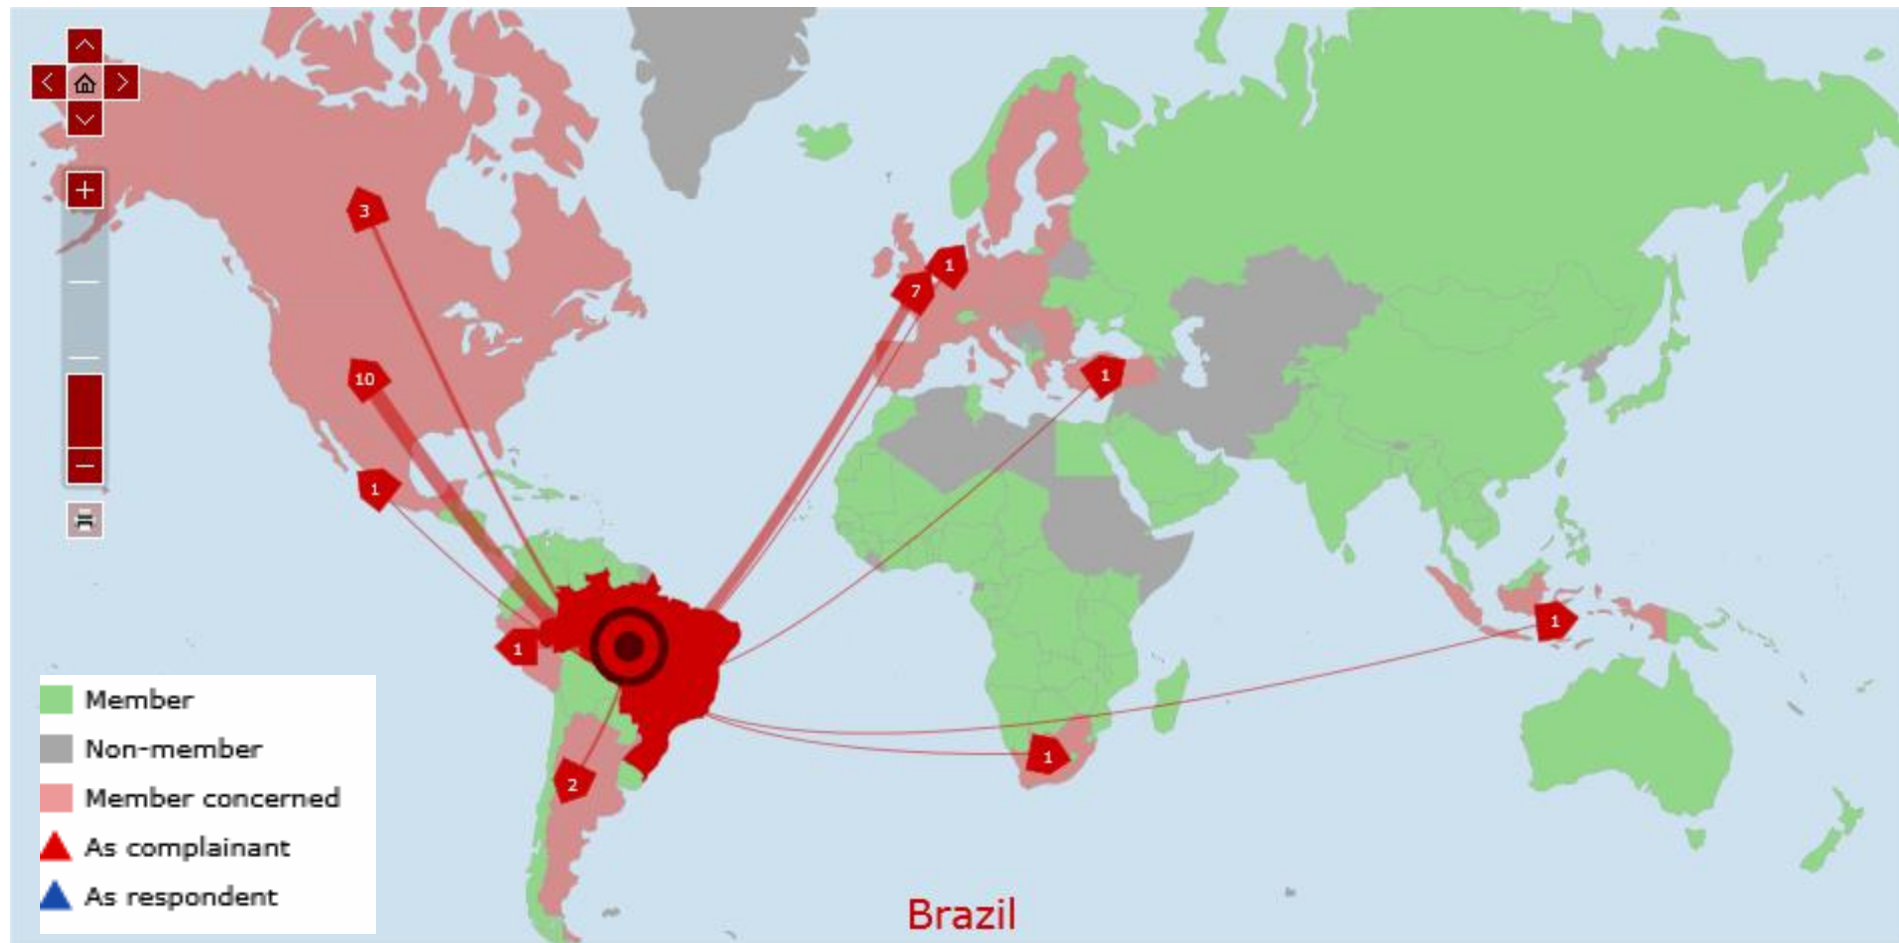 3
1
7
10
1
1
1
1
1
1
2
Member
Non-member
Member concerned
As complainant
As respondent
Brazil